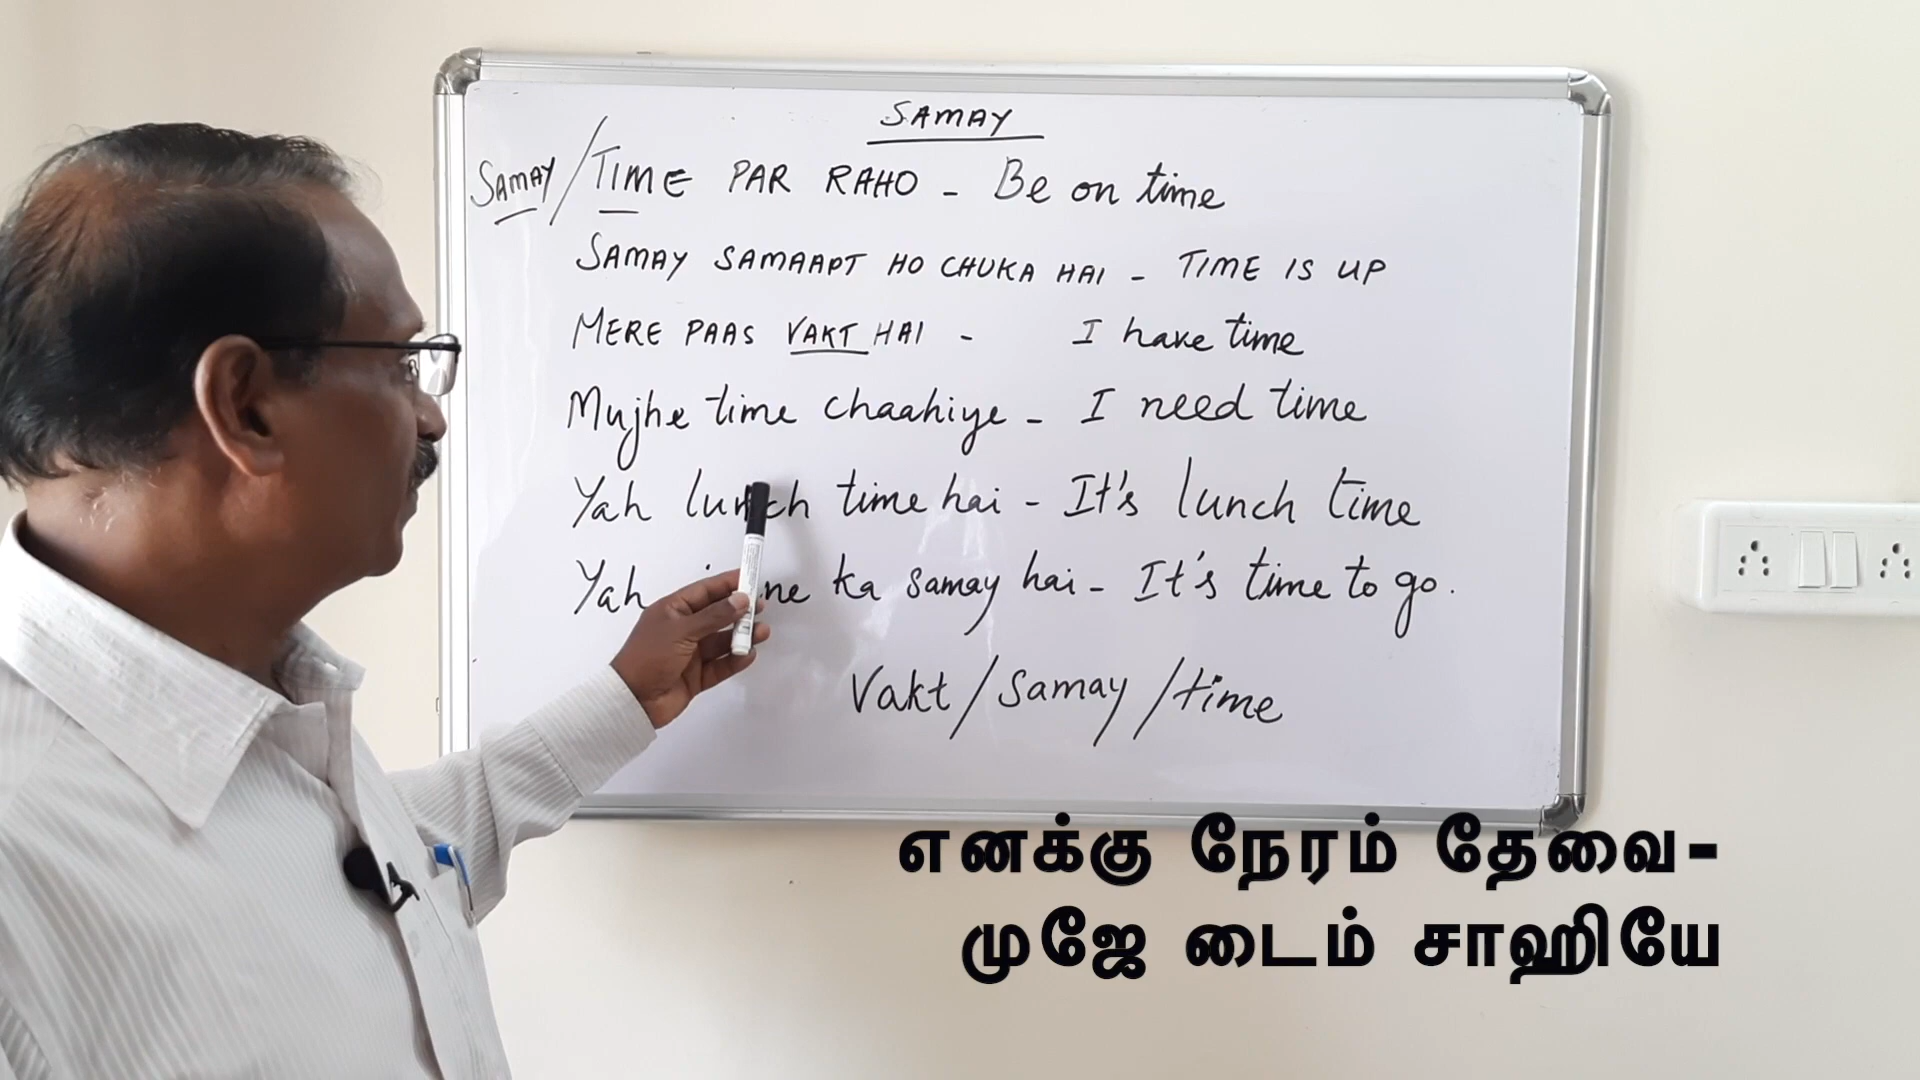 SAMAY
SAMAY/TIME PAR RAHO - Be on time
SAMAY SAMAAPT HO CHUKA HAI - TIME IS UP
MERE PAAS VAKT HAI - I have time
Mujhe time chaahiye - I need time
Yah lunch time hai - It's lunch time
Yah ka samay hai - It's time to go.
Vakt/Samay/time
எனக்கு நேரம் தேவை-
முஜே டைம் சாஹியே